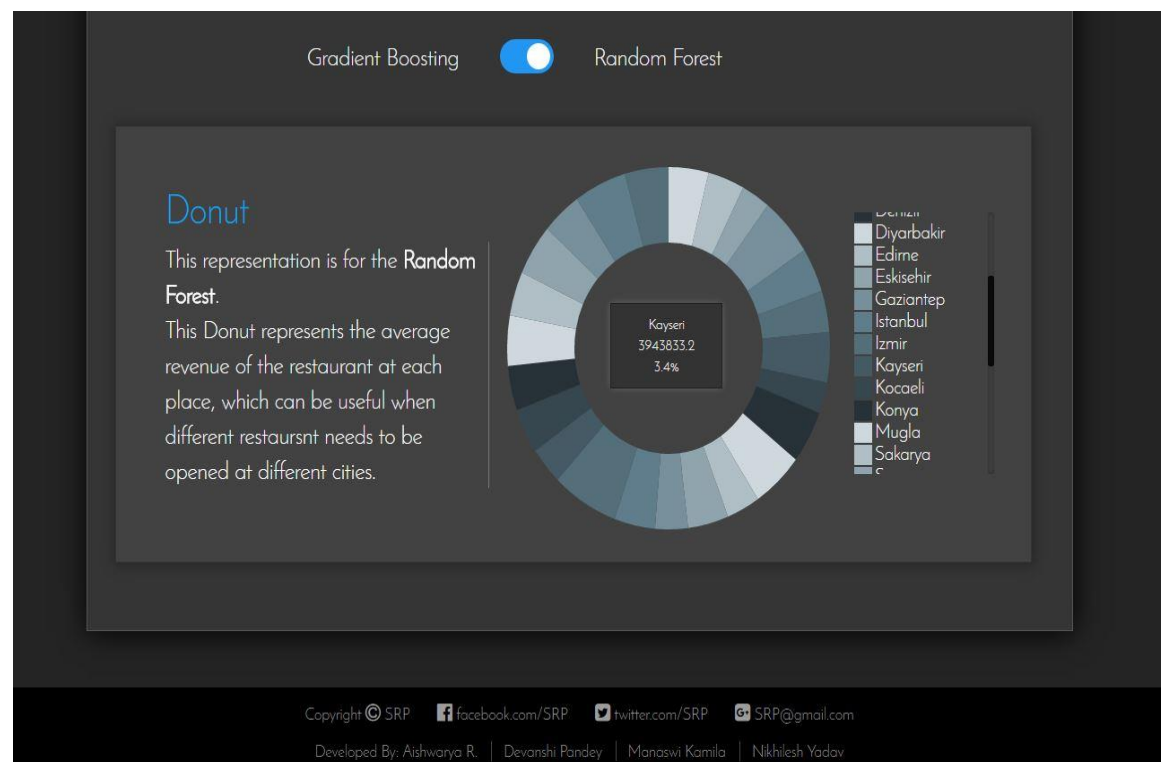 Gradient Boosting Random Forest
Donut
This representation is for the Random
Forest.
This Donut represents the average
revenue of the restaurant at each
place, which can be useful when
different restaursnt needs to be
opened at different cities.
Kayseri
3943833.2
3.4%
Diyarbakir
Edirne
Eskisehir
Gaziantep
Istanbul
Izmir
Kayseri
Kocaeli
Konya
Mugla
Sakarya
Copyright © SRP facebook.com/SRP twitter.com/SRP G+ SRP@gmail.com
Developed By: Aishwarya R. | Devanshi Pandey | Manaswi Kamila | Nikhilesh Yadav